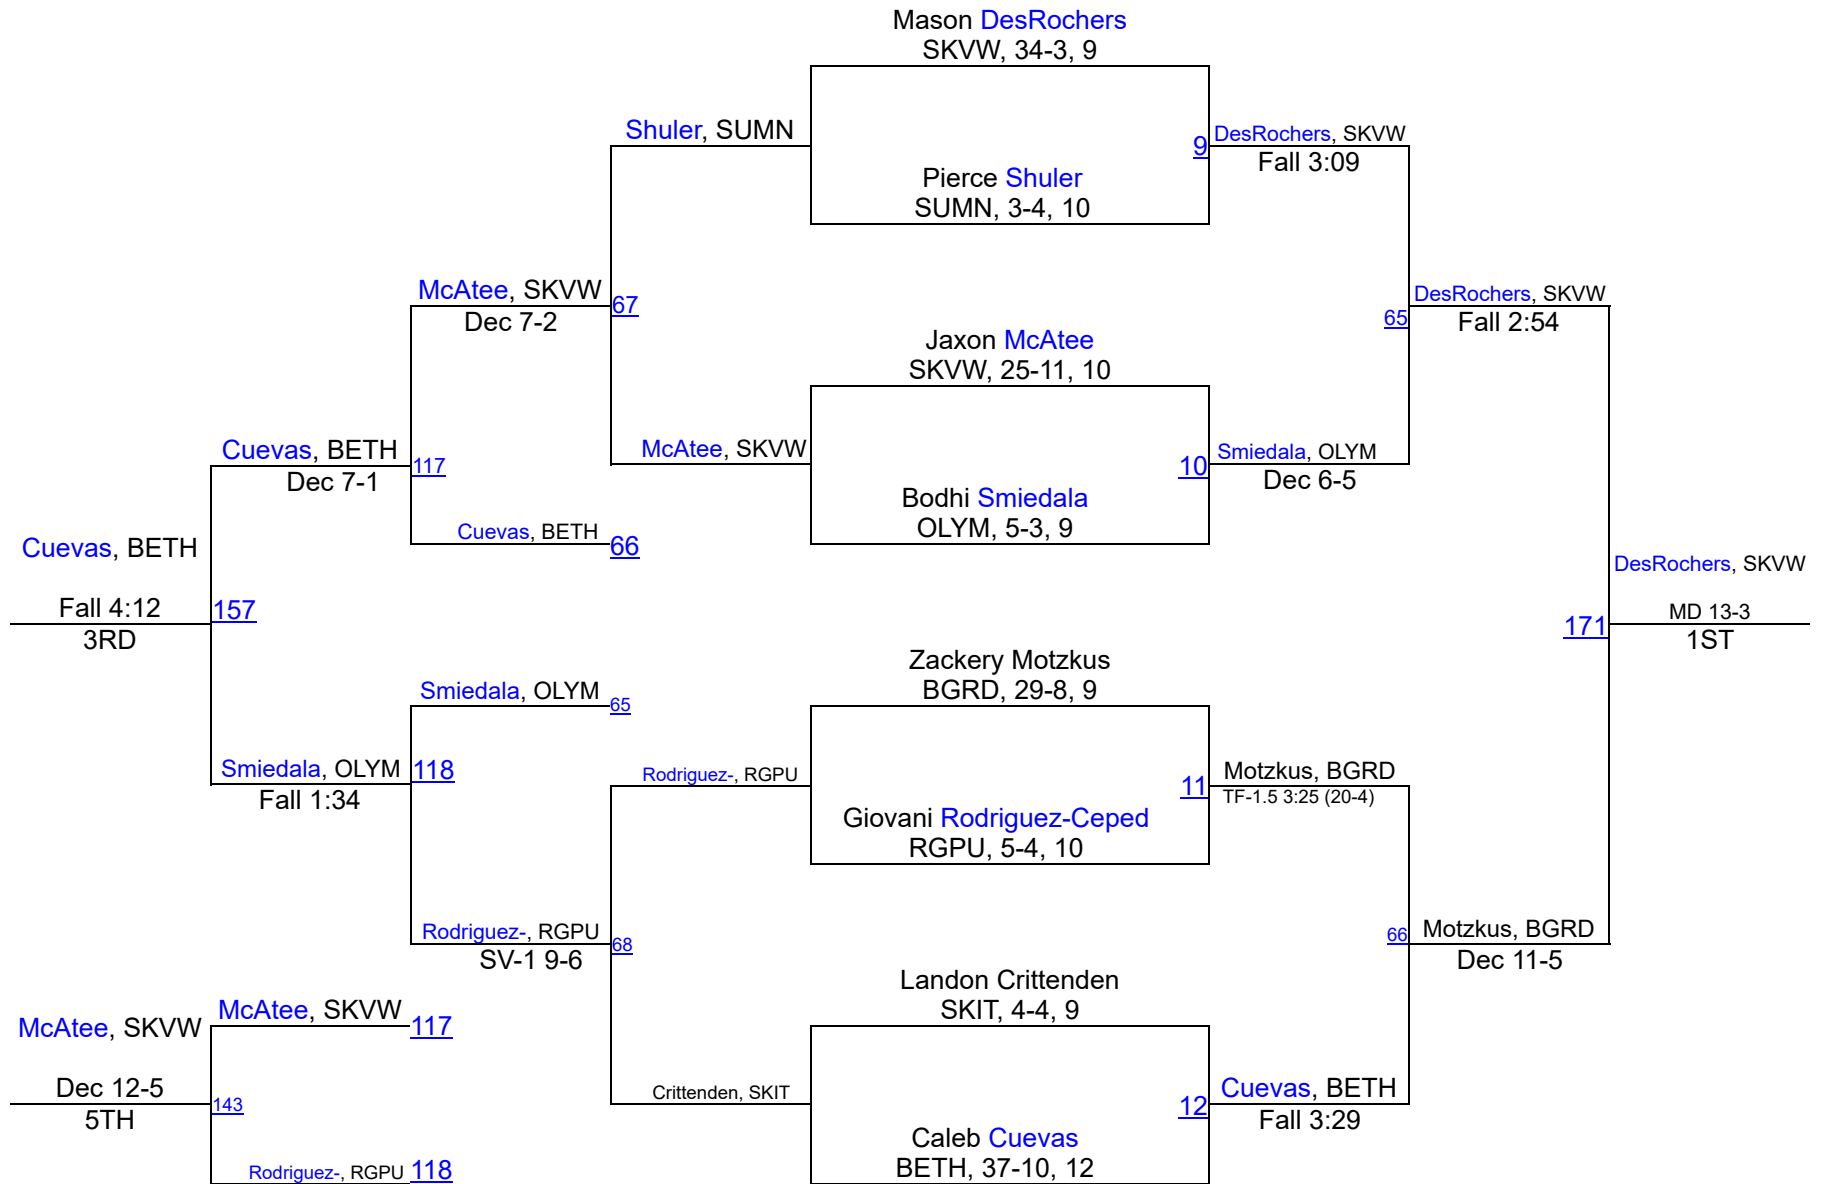 Mason DesRochers
SKVW, 34-3, 9
Shuler, SUMN
9
DesRochers, SKVW
Fall 3:09
Pierce Shuler
SUMN, 3-4, 10
McAtee, SKVW
Dec 7-2
67
DesRochers, SKVW
65
Fall 2:54
Jaxon McAtee
SKVW, 25-11, 10
Cuevas, BETH
Dec 7-1
117
McAtee, SKVW
10
Smiedala, OLYM
Dec 6-5
Bodhi Smiedala
OLYM, 5-3, 9
Cuevas, BETH
66
Cuevas, BETH
Fall 4:12
3RD
157
DesRochers, SKVW
171
MD 13-3
1ST
Zackery Motzkus
BGRD, 29-8, 9
Smiedala, OLYM
65
Smiedala, OLYM
Fall 1:34
118
Rodriguez-, RGPU
11
Motzkus, BGRD
TF-1.5 3:25 (20-4)
Giovani Rodriguez-Ceped
RGPU, 5-4, 10
Rodriguez-, RGPU
SV-1 9-6
68
66
Motzkus, BGRD
Dec 11-5
Landon Crittenden
SKIT, 4-4, 9
McAtee, SKVW
McAtee, SKVW
117
Dec 12-5
5TH
143
Crittenden, SKIT
12
Cuevas, BETH
Fall 3:29
Caleb Cuevas
BETH, 37-10, 12
Rodriguez-, RGPU
118